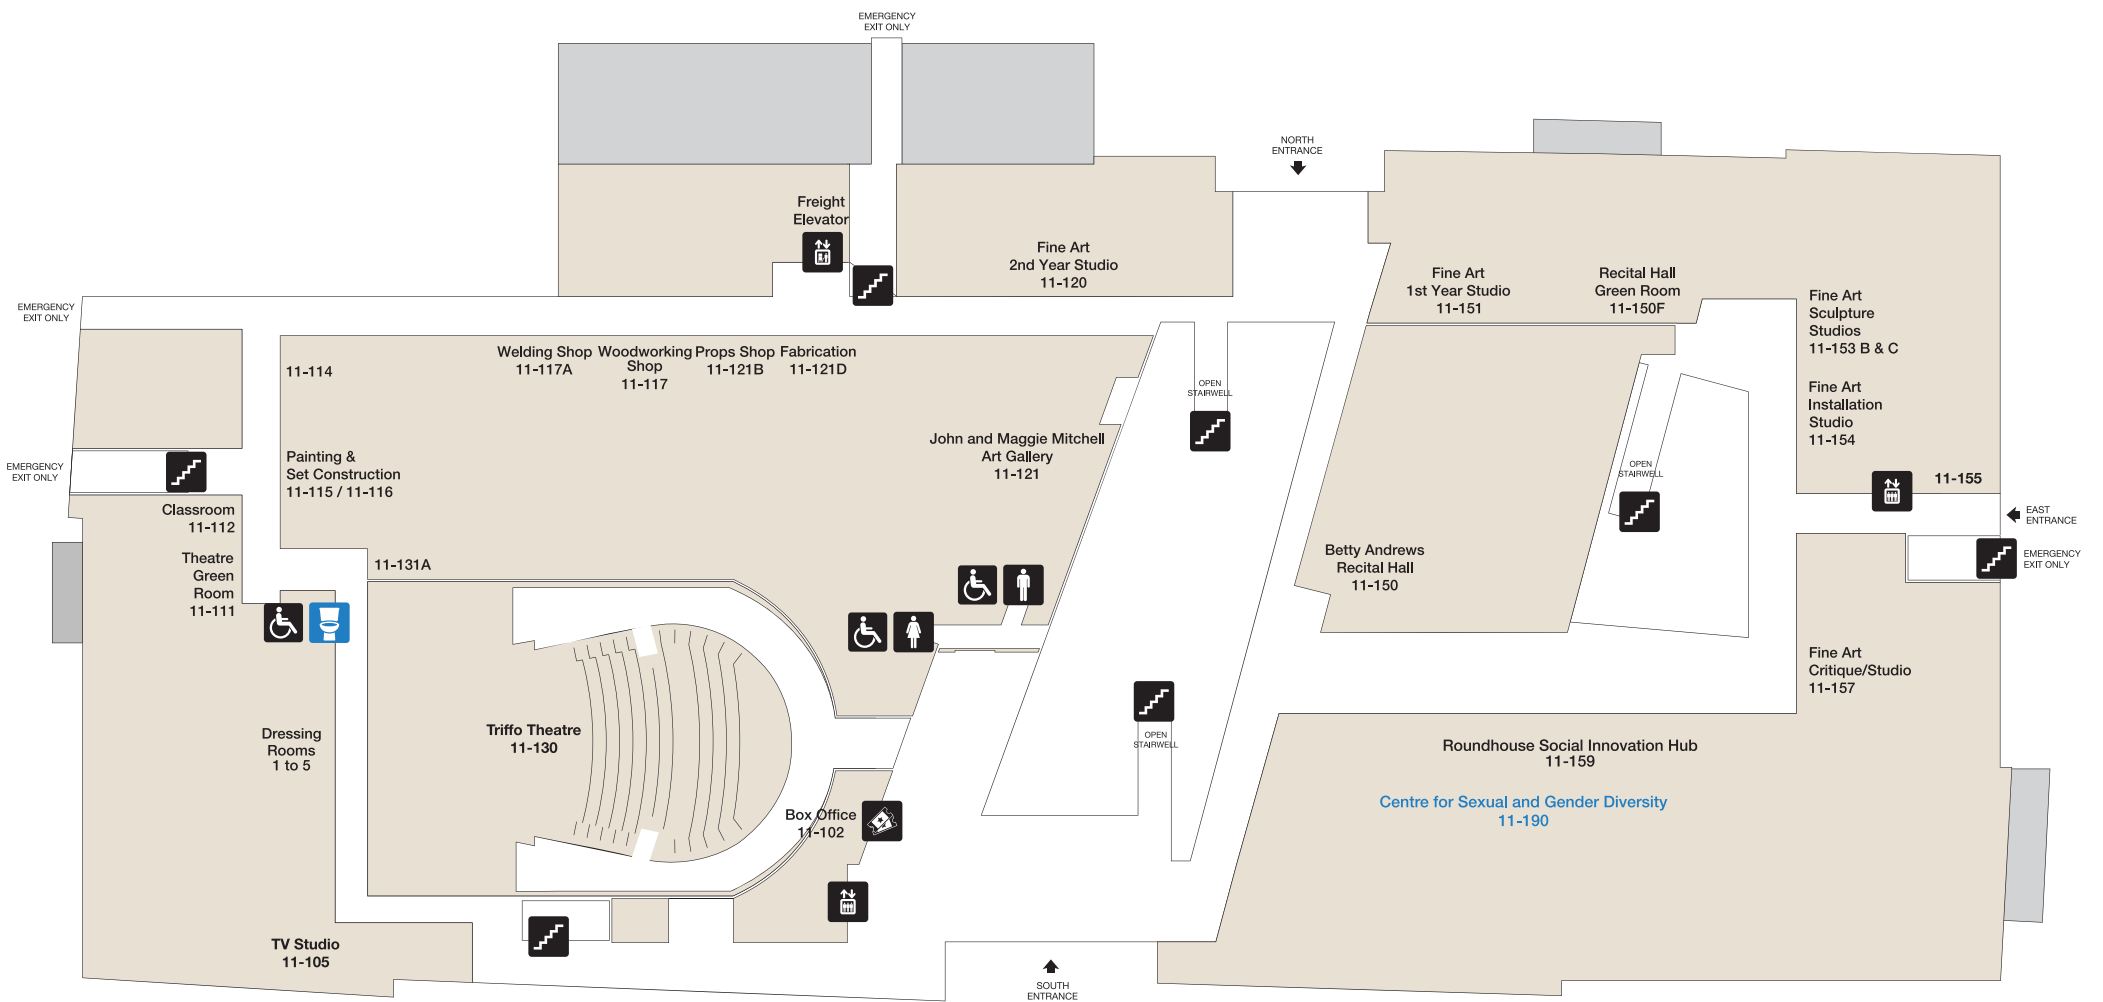 EMERGENCY
EXIT ONLY
NORTH
ENTRANCE
Freight
Elevator
Fine Art
2nd Year Studio
11-120
Fine Art
1st Year Studio
11-151
Recital Hall
Green Room
11-150F
Fine Art
Sculpture
Studios
11-153 B & C
Fine Art
Installation
Studio
11-154
11-155
EMERGENCY
EXIT ONLY
11-114
Welding Shop
11-117A
Woodworking
Shop
11-117
Props Shop
11-121B
Fabrication
11-121D
OPEN
STAIRWELL
John and Maggie Mitchell
Art Gallery
11-121
EMERGENCY
EXIT ONLY
Painting &
Set Construction
11-115 / 11-116
OPEN
STAIRWELL
EAST
ENTRANCE
EMERGENCY
EXIT ONLY
Classroom
11-112
Theatre
Green
Room
11-111
11-131A
Betty Andrews
Recital Hall
11-150
Fine Art
Critique/Studio
11-157
Dressing
Rooms
1 to 5
Triffo Theatre
11-130
OPEN
STAIRWELL
Roundhouse Social Innovation Hub
11-159
Centre for Sexual and Gender Diversity
11-190
Box Office
11-102
TV Studio
11-105
SOUTH
ENTRANCE